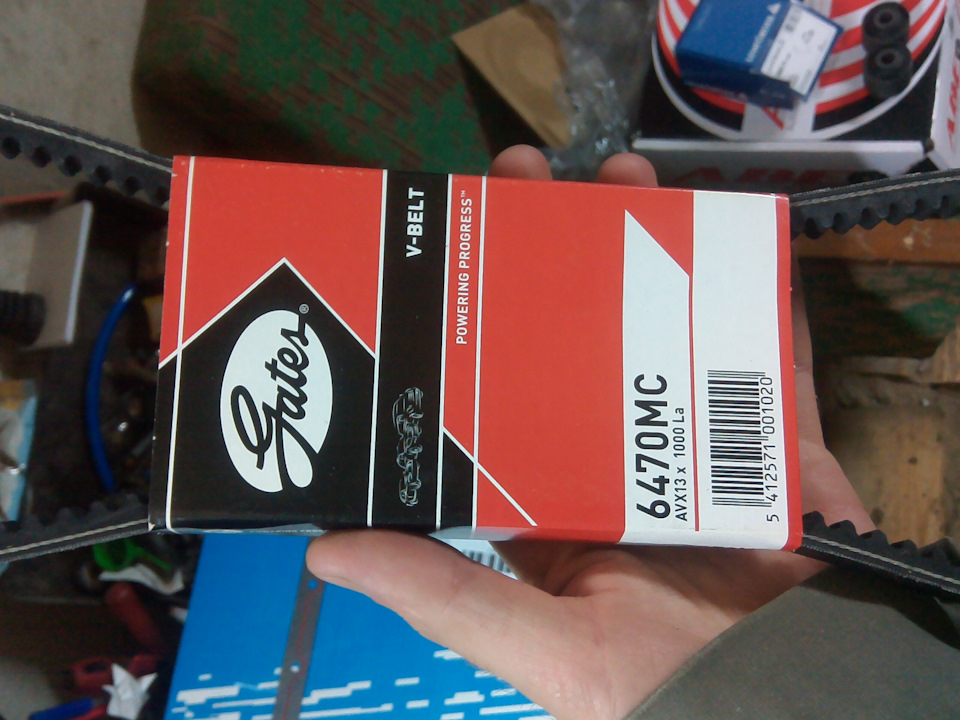 Gates®
V-BELT
POWERING PROGRESS™
6470MC
AVX13 x 1000 La
5 412571 001020